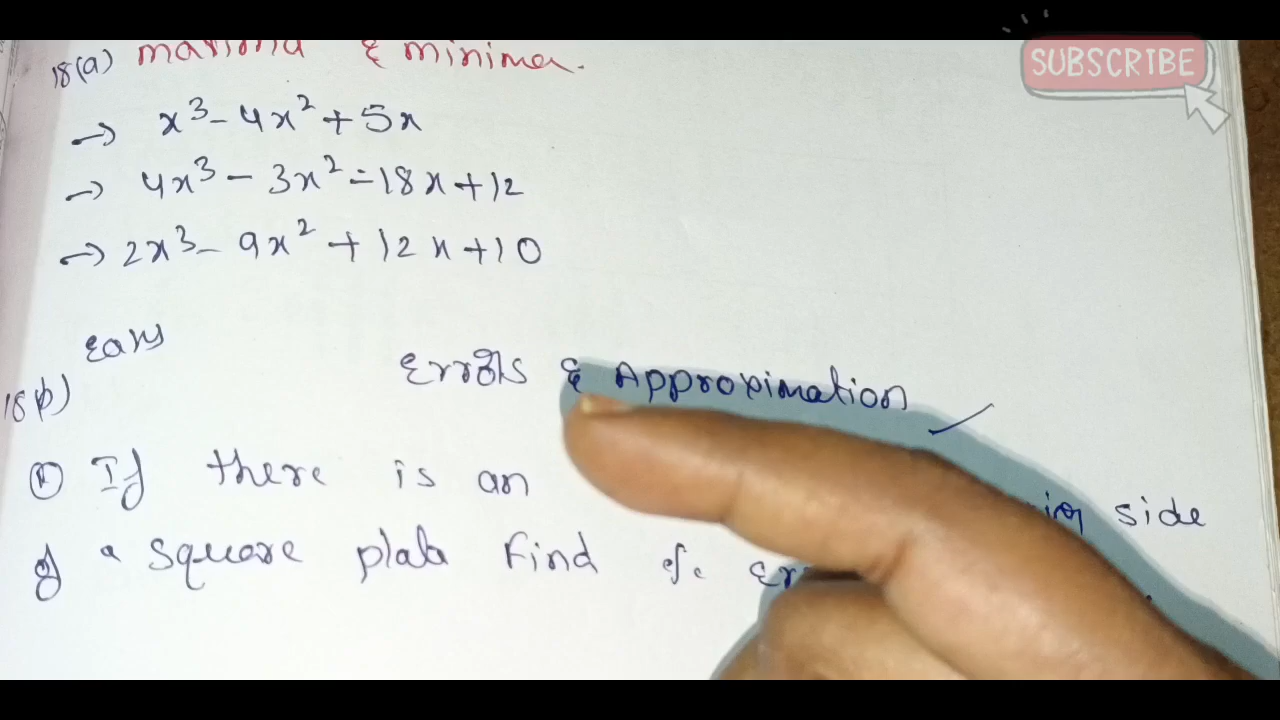 SUBSCRIBE
18(a) maxima & minima.
→ x³ - 4x² + 5x
→ 4x³ - 3x² = 18x + 12
→ 2x³ - 9x² + 12x + 10
Easy
Errors & Approximation ✓
18(b)
① If there is an side
of a square plate Find %